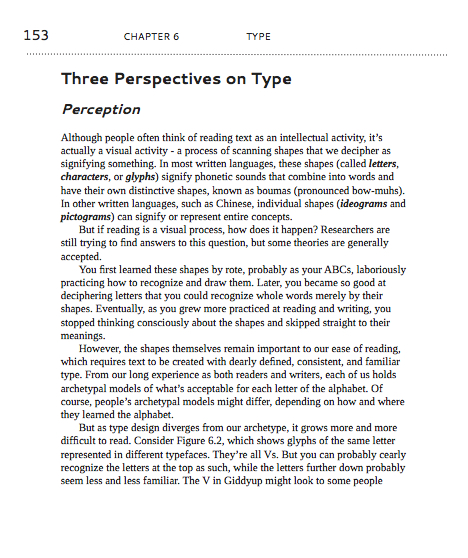 153 CHAPTER 6 TYPE
Three Perspectives on Type
Perception
Although people often think of reading text as an intellectual activity, it's
actually a visual activity - a process of scanning shapes that we decipher as
signifying something. In most written languages, these shapes (called letters,
characters, or glyphs) signify phonetic sounds that combine into words and
have their own distinctive shapes, known as boumas (pronounced bow-muhs).
In other written languages, such as Chinese, individual shapes (ideograms and
pictograms) can signify or represent entire concepts.
But if reading is a visual process, how does it happen? Researchers are
still trying to find answers to this question, but some theories are generally
accepted.
You first learned these shapes by rote, probably as your ABCs, laboriously
practicing how to recognize and draw them. Later, you became so good at
deciphering letters that you could recognize whole words merely by their
shapes. Eventually, as you grew more practiced at reading and writing, you
stopped thinking consciously about the shapes and skipped straight to their
meanings.
However, the shapes themselves remain important to our ease of reading,
which requires text to be created with dearly defined, consistent, and familiar
type. From our long experience as both readers and writers, each of us holds
archetypal models of what's acceptable for each letter of the alphabet. Of
course, people's archetypal models might differ, depending on how and where
they learned the alphabet.
But as type design diverges from our archetype, it grows more and more
difficult to read. Consider Figure 6.2, which shows glyphs of the same letter
represented in different typefaces. They're all Vs. But you can probably cearly
recognize the letters at the top as such, while the letters further down probably
seem less and less familiar. The V in Giddyup might look to some people